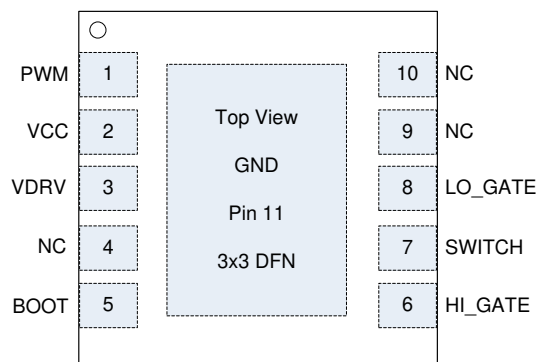 PWM 1 10 NC
Top View
VCC 2 9 NC
GND
VDRV 3 8 LO_GATE
Pin 11
NC 4 7 SWITCH
3x3 DFN
BOOT 5 6 HI_GATE